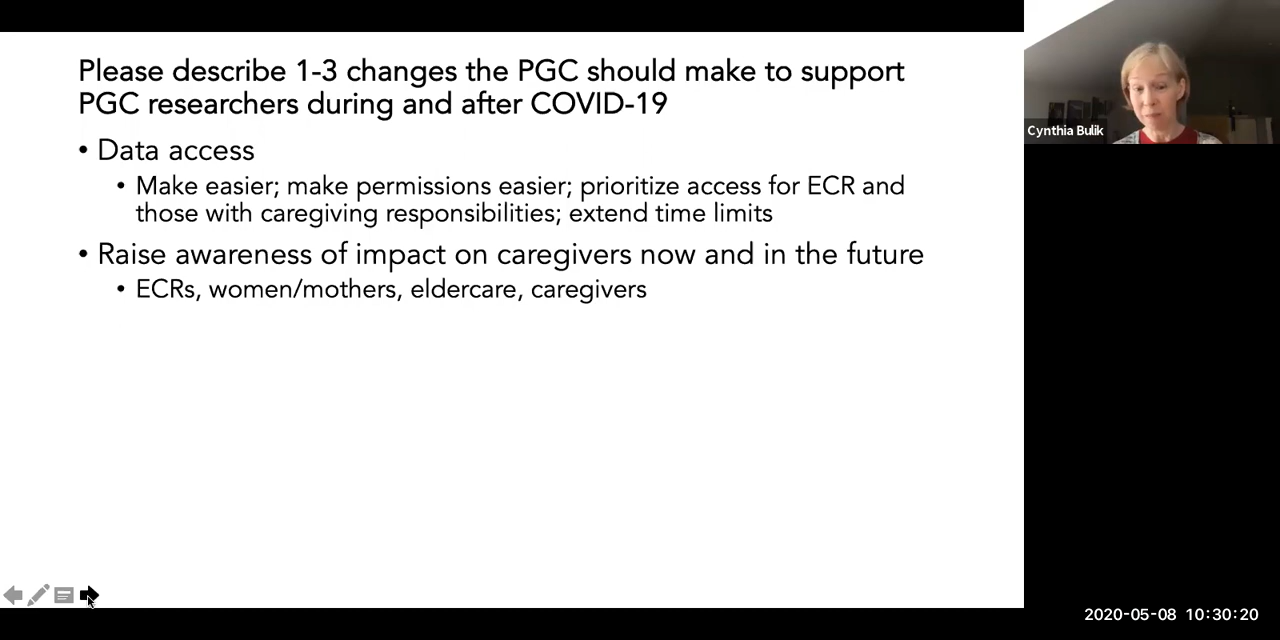 Please describe 1-3 changes the PGC should make to support
PGC researchers during and after COVID-19
• Data access
• Make easier; make permissions easier; prioritize access for ECR and
those with caregiving responsibilities; extend time limits
• Raise awareness of impact on caregivers now and in the future
• ECRs, women/mothers, eldercare, caregivers
Cynthia Bulik
2020-05-08 10:30:20